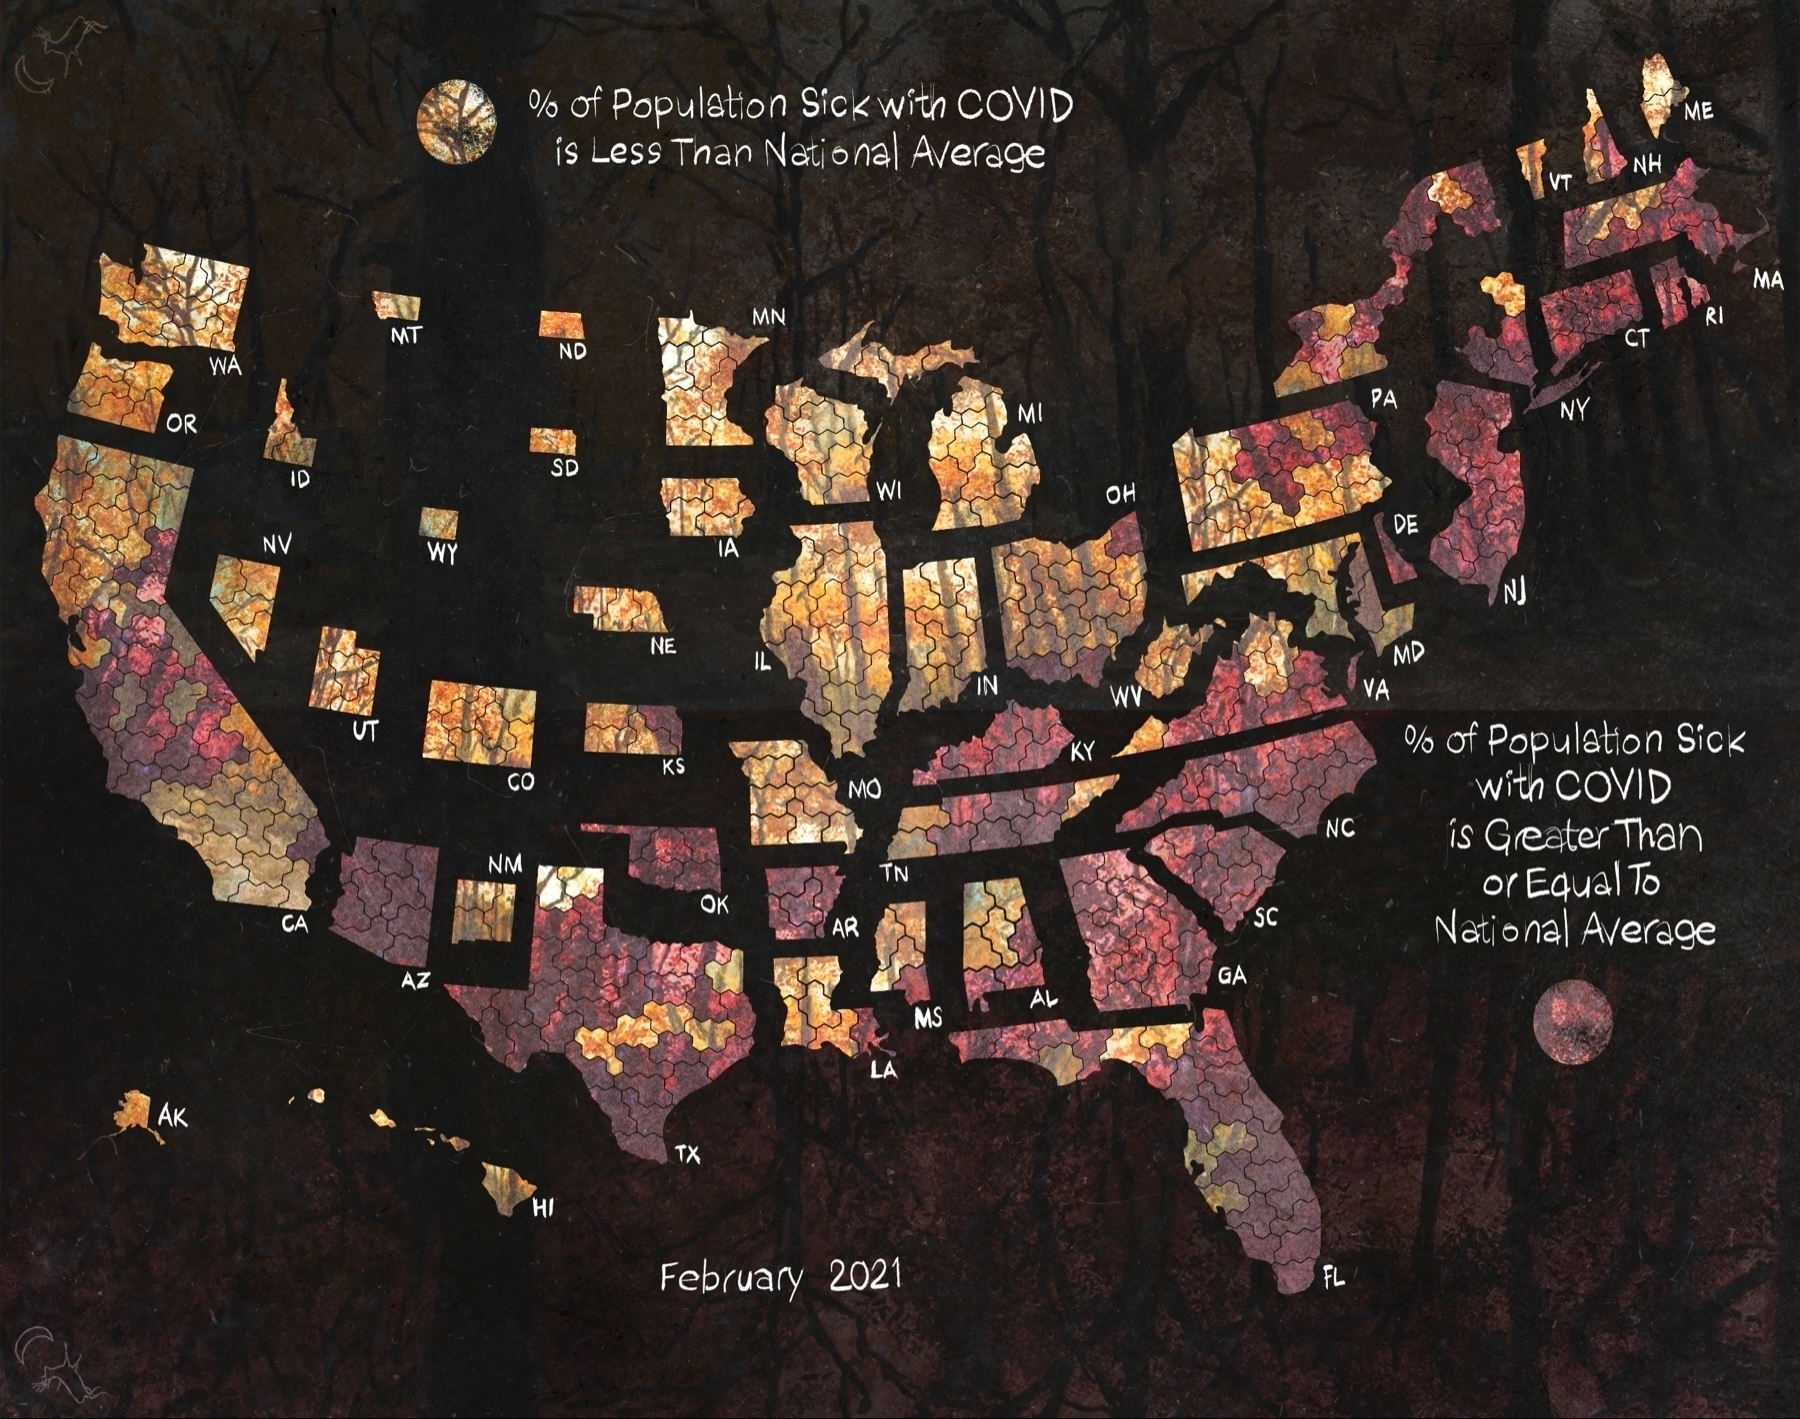 % of Population Sick with COVID
is Less Than National Average
ME
NH
VT
MA
RI
CT
NY
PA
MN
MT
ND
WA
OR
ID
SD
MI
WI
OH
DE
NJ
NV
WY
IA
NE
IL
IN
WV
MD
VA
UT
CO
KS
MO
KY
% of Population Sick
with COVID
is Greater Than
or Equal To
National Average
NC
CA
NM
OK
AR
TN
SC
AZ
MS
AL
GA
LA
AK
HI
TX
FL
February 2021